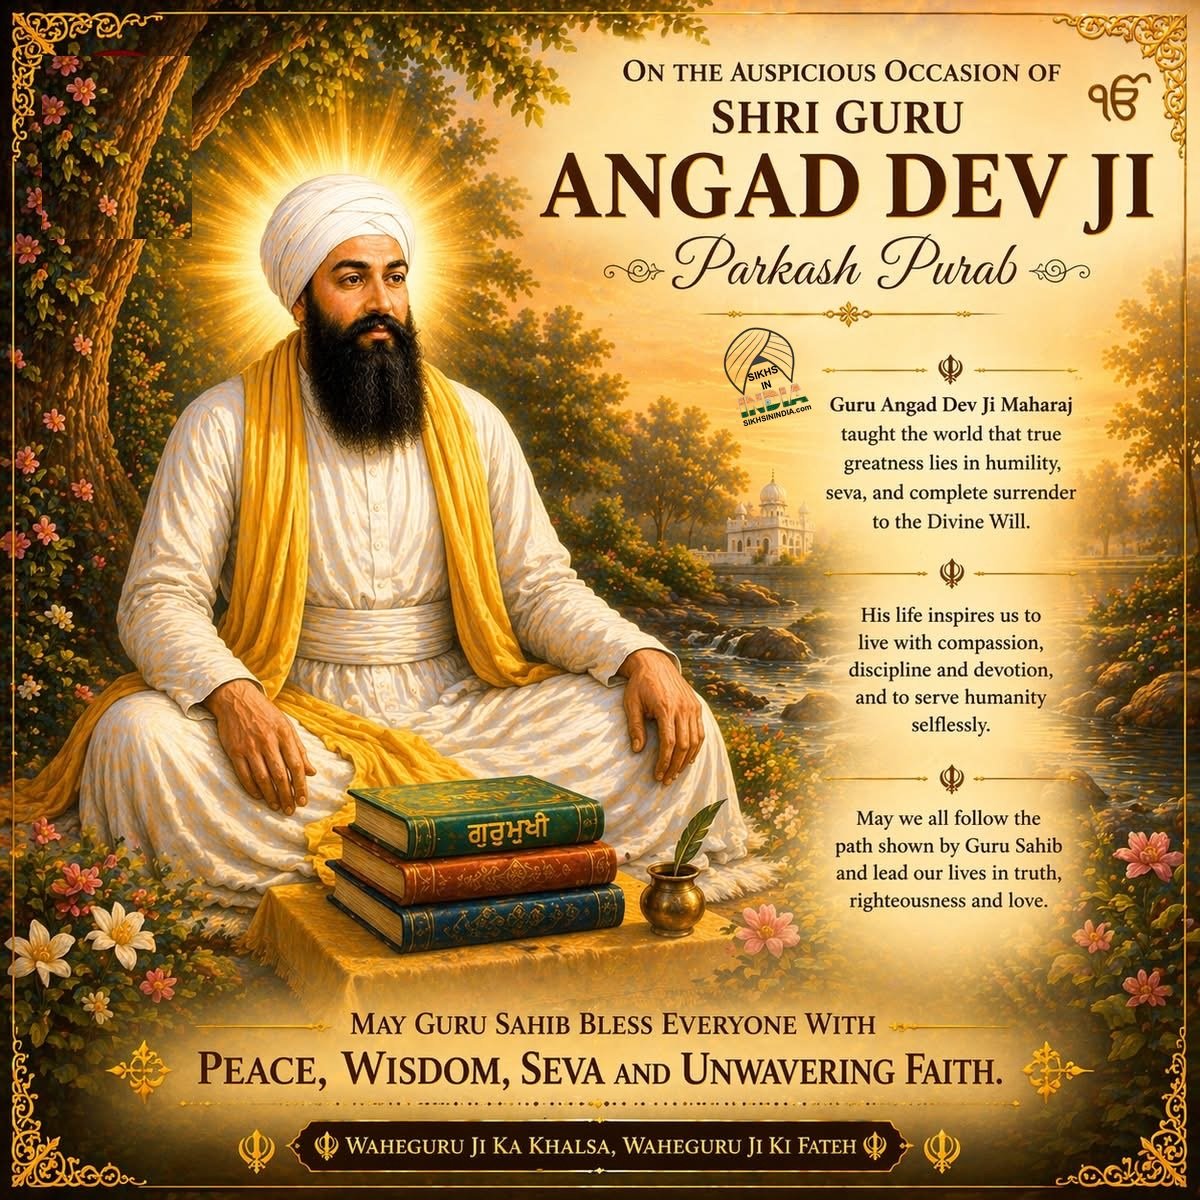 ON THE AUSPICIOUS OCCASION OF
ੴ
SHRI GURU
ANGAD DEV JI
Parkash Purab
SIKHS
IN
INDIA
SIKHSININDIA.com
Guru Angad Dev Ji Maharaj
taught the world that true
greatness lies in humility,
seva, and complete surrender
to the Divine Will.
His life inspires us to
live with compassion,
discipline and devotion,
and to serve humanity
selflessly.
May we all follow the
path shown by Guru Sahib
and lead our lives in truth,
righteousness and love.
ਗੁਰੁਮੁਖੀ
MAY GURU SAHIB BLESS EVERYONE WITH
PEACE, WISDOM, SEVA AND UNWAVERING FAITH.
WAHEGURU JI KA KHALSA, WAHEGURU JI KI FATEH